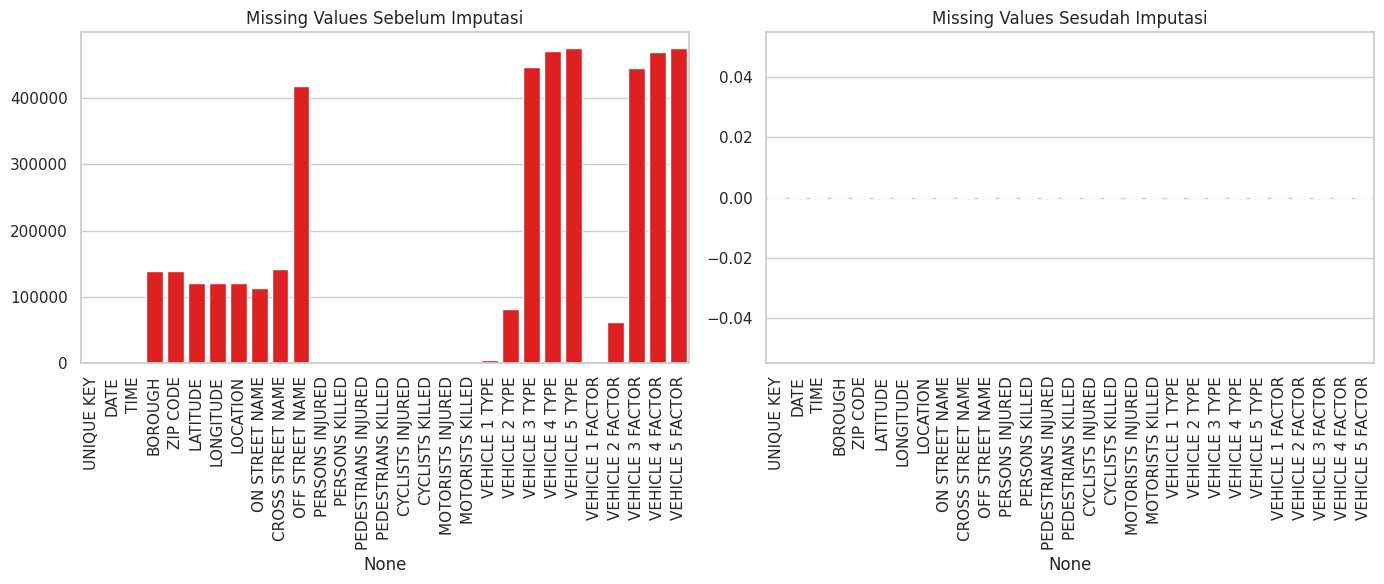 Missing Values Sebelum Imputasi
400000
300000
200000
100000
0
UNIQUE KEY
DATE
TIME
BOROUGH
ZIP CODE
LATITUDE
LONGITUDE
LOCATION
ON STREET NAME
CROSS STREET NAME
OFF STREET NAME
PERSONS INJURED
PERSONS KILLED
PEDESTRIANS INJURED
PEDESTRIANS KILLED
CYCLISTS INJURED
CYCLISTS KILLED
MOTORISTS INJURED
MOTORISTS KILLED
VEHICLE 1 TYPE
VEHICLE 2 TYPE
VEHICLE 3 TYPE
VEHICLE 4 TYPE
VEHICLE 5 TYPE
VEHICLE 1 FACTOR
VEHICLE 2 FACTOR
VEHICLE 3 FACTOR
VEHICLE 4 FACTOR
VEHICLE 5 FACTOR
None
Missing Values Sesudah Imputasi
0.04
0.02
0.00
−0.02
−0.04
UNIQUE KEY
DATE
TIME
BOROUGH
ZIP CODE
LATITUDE
LONGITUDE
LOCATION
ON STREET NAME
CROSS STREET NAME
OFF STREET NAME
PERSONS INJURED
PERSONS KILLED
PEDESTRIANS INJURED
PEDESTRIANS KILLED
CYCLISTS INJURED
CYCLISTS KILLED
MOTORISTS INJURED
MOTORISTS KILLED
VEHICLE 1 TYPE
VEHICLE 2 TYPE
VEHICLE 3 TYPE
VEHICLE 4 TYPE
VEHICLE 5 TYPE
VEHICLE 1 FACTOR
VEHICLE 2 FACTOR
VEHICLE 3 FACTOR
VEHICLE 4 FACTOR
VEHICLE 5 FACTOR
None